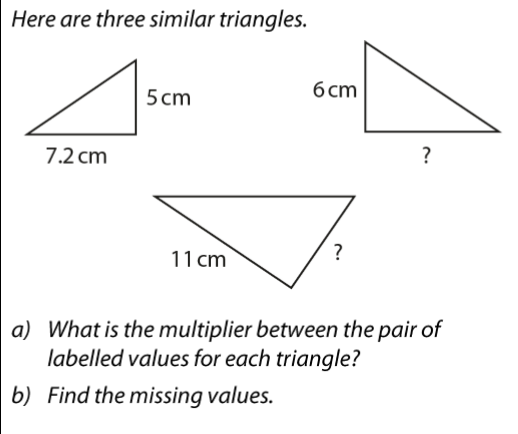 Here are three similar triangles.
5 cm
6 cm
7.2 cm
?
11 cm
?
a) What is the multiplier between the pair of
labelled values for each triangle?
b) Find the missing values.